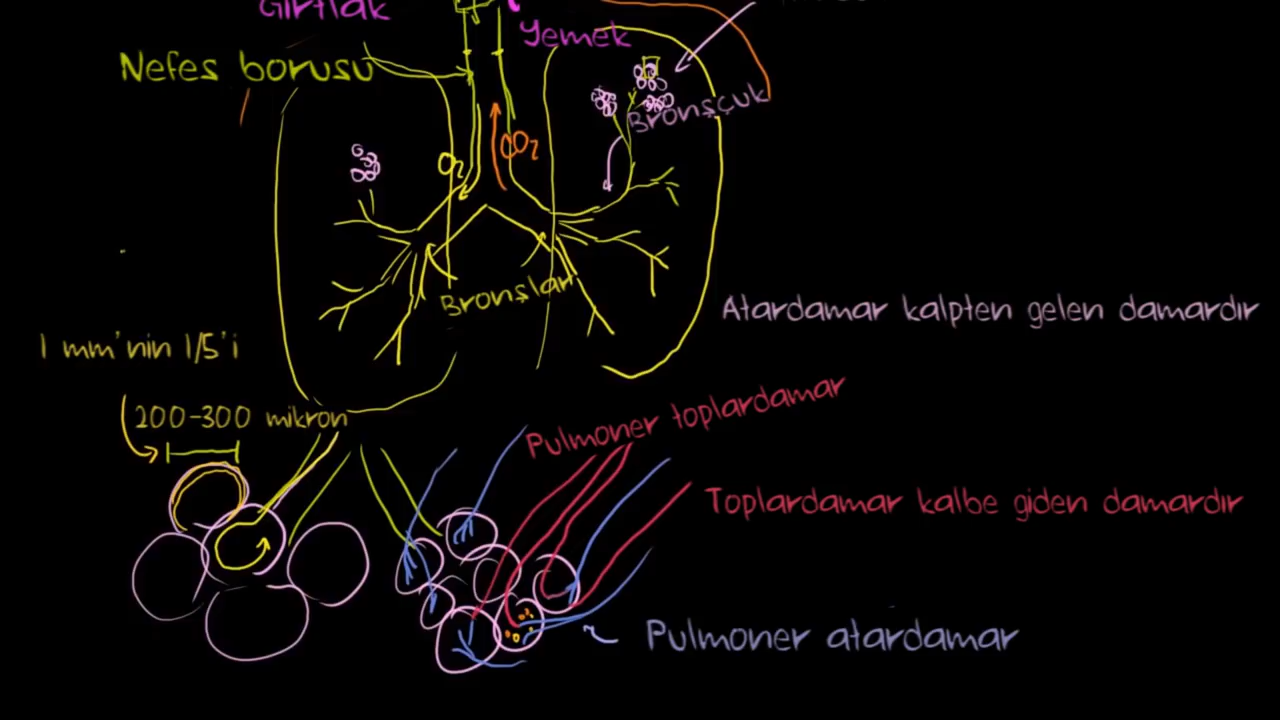 Gırtlak
Yemek
Nefes borusu
Bronşçuk
O₂
CO₂
Bronşlar
Atardamar kalpten gelen damardır
1 mm'nin 1/5'i
200-300 mikron
Pulmoner toplardamar
Toplardamar kalbe giden damardır
Pulmoner atardamar